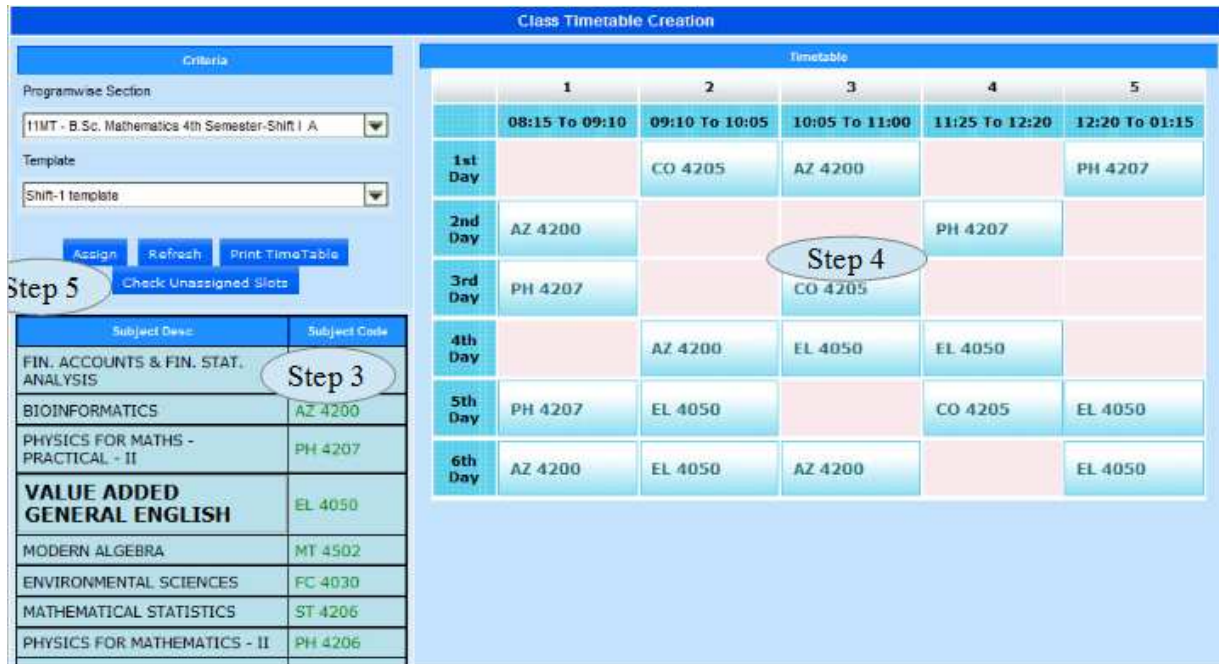 Class Timetable Creation
Criteria
Programwise Section
11MT - B.Sc. Mathematics 4th Semester-Shift I A
Template
Shift-1 template
Assign Refresh Print TimeTable
Step 5 Check Unassigned Slots
Subject Desc Subject Code
FIN. ACCOUNTS & FIN. STAT.
ANALYSIS
Step 3
BIOINFORMATICS AZ 4200
PHYSICS FOR MATHS -
PRACTICAL - II PH 4207
VALUE ADDED
GENERAL ENGLISH EL 4050
MODERN ALGEBRA MT 4502
ENVIRONMENTAL SCIENCES FC 4030
MATHEMATICAL STATISTICS ST 4206
PHYSICS FOR MATHEMATICS - II PH 4206
Timetable
1 2 3 4 5
08:15 To 09:10 09:10 To 10:05 10:05 To 11:00 11:25 To 12:20 12:20 To 01:15
1st
Day CO 4205 AZ 4200 PH 4207
2nd
Day AZ 4200 PH 4207
Step 4
3rd
Day PH 4207 CO 4205
4th
Day AZ 4200 EL 4050 EL 4050
5th
Day PH 4207 EL 4050 CO 4205 EL 4050
6th
Day AZ 4200 EL 4050 AZ 4200 EL 4050